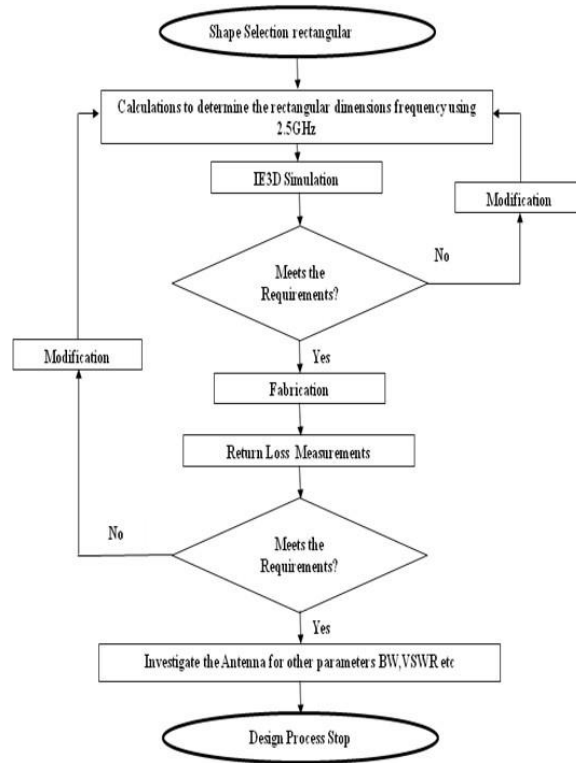 Shape Selection rectangular
Calculations to determine the rectangular dimensions frequency using
2.5GHz
IE3D Simulation
Modification
No
Meets the
Requirements?
Yes
Modification
Fabrication
Return Loss Measurements
No
Meets the
Requirements?
Yes
Investigate the Antenna for other parameters BW,VSWR etc
Design Process Stop